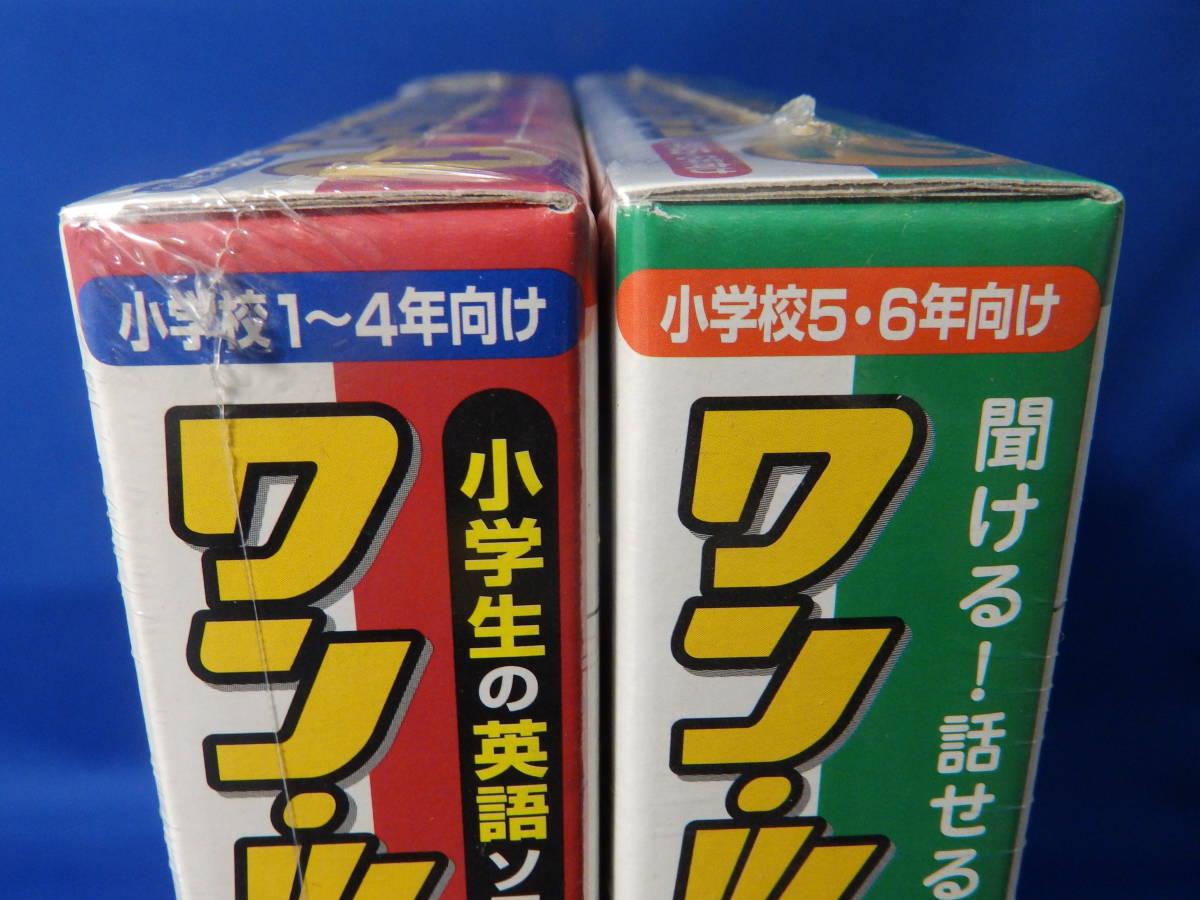 小学校1〜4年向け
ワン・ツ
小学生の英語ソ
小学校5・6年向け
ワン・ツ
聞ける！話せる